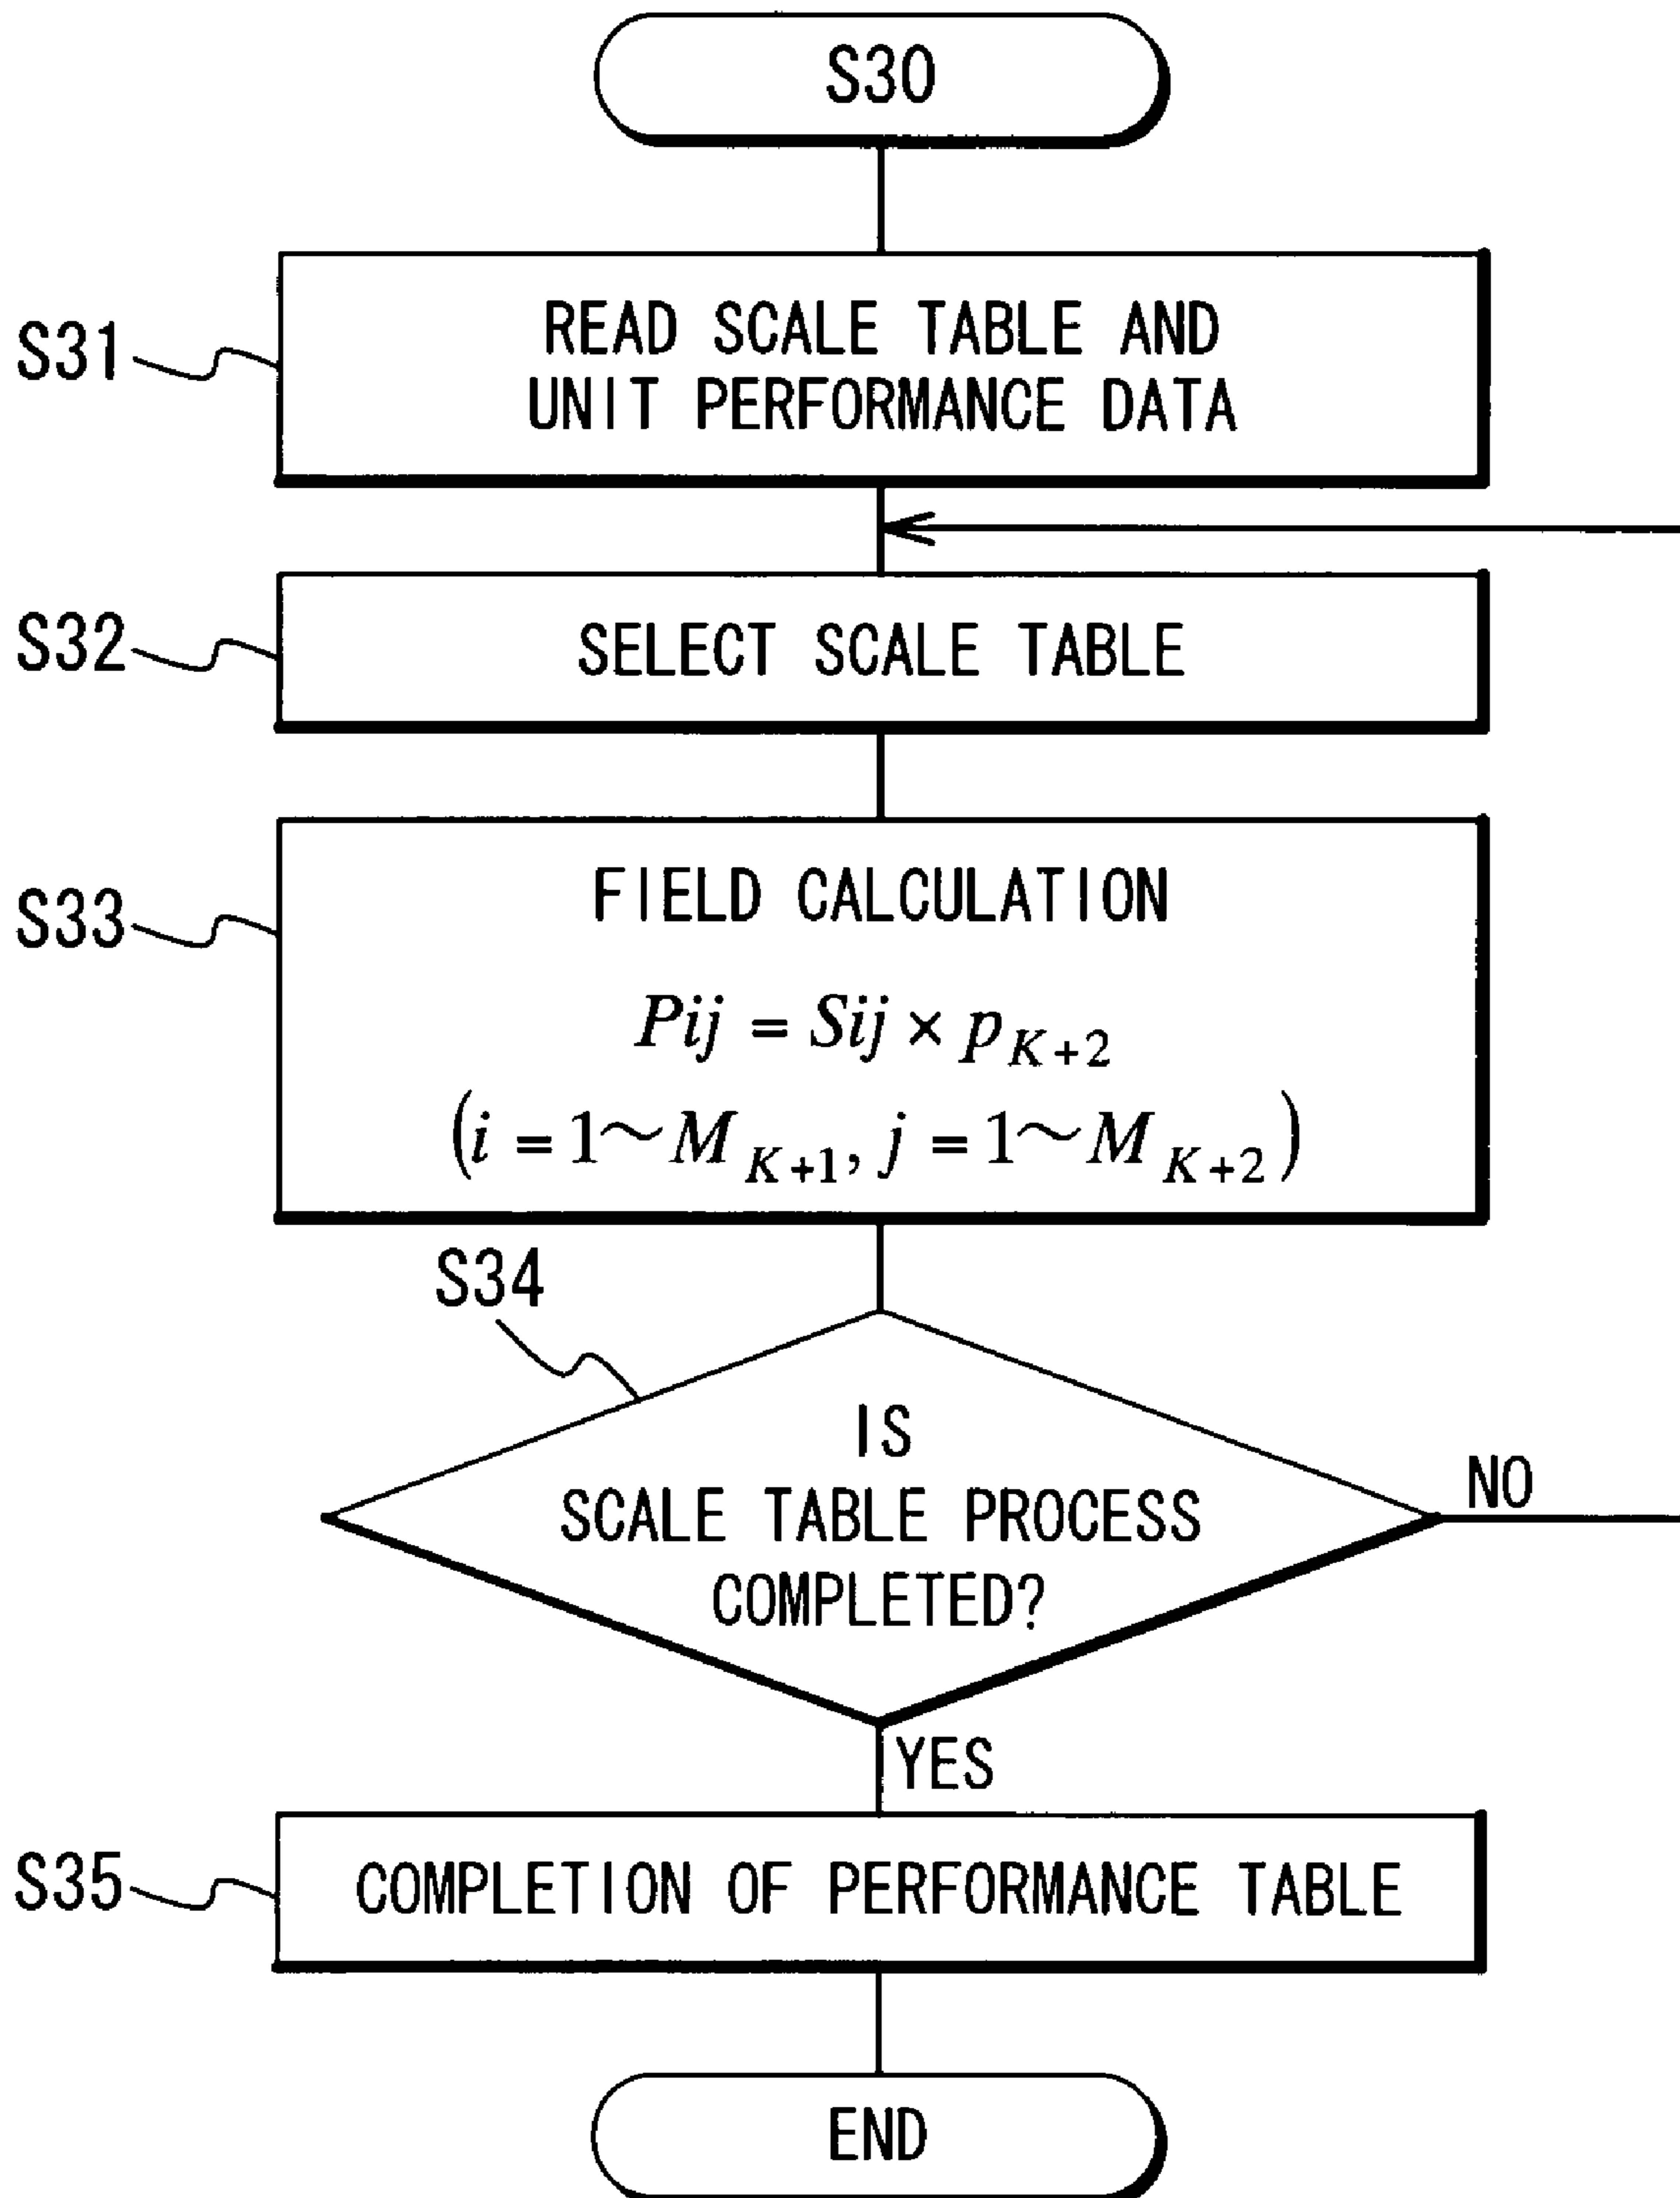 S30
S31
READ SCALE TABLE AND
UNIT PERFORMANCE DATA
S32
SELECT SCALE TABLE
S33
FIELD CALCULATION
Pij = Sij × p_{K+2}
(i = 1～M_{K+1}, j = 1～M_{K+2})
S34
IS
SCALE TABLE PROCESS
COMPLETED?
NO
YES
S35
COMPLETION OF PERFORMANCE TABLE
END